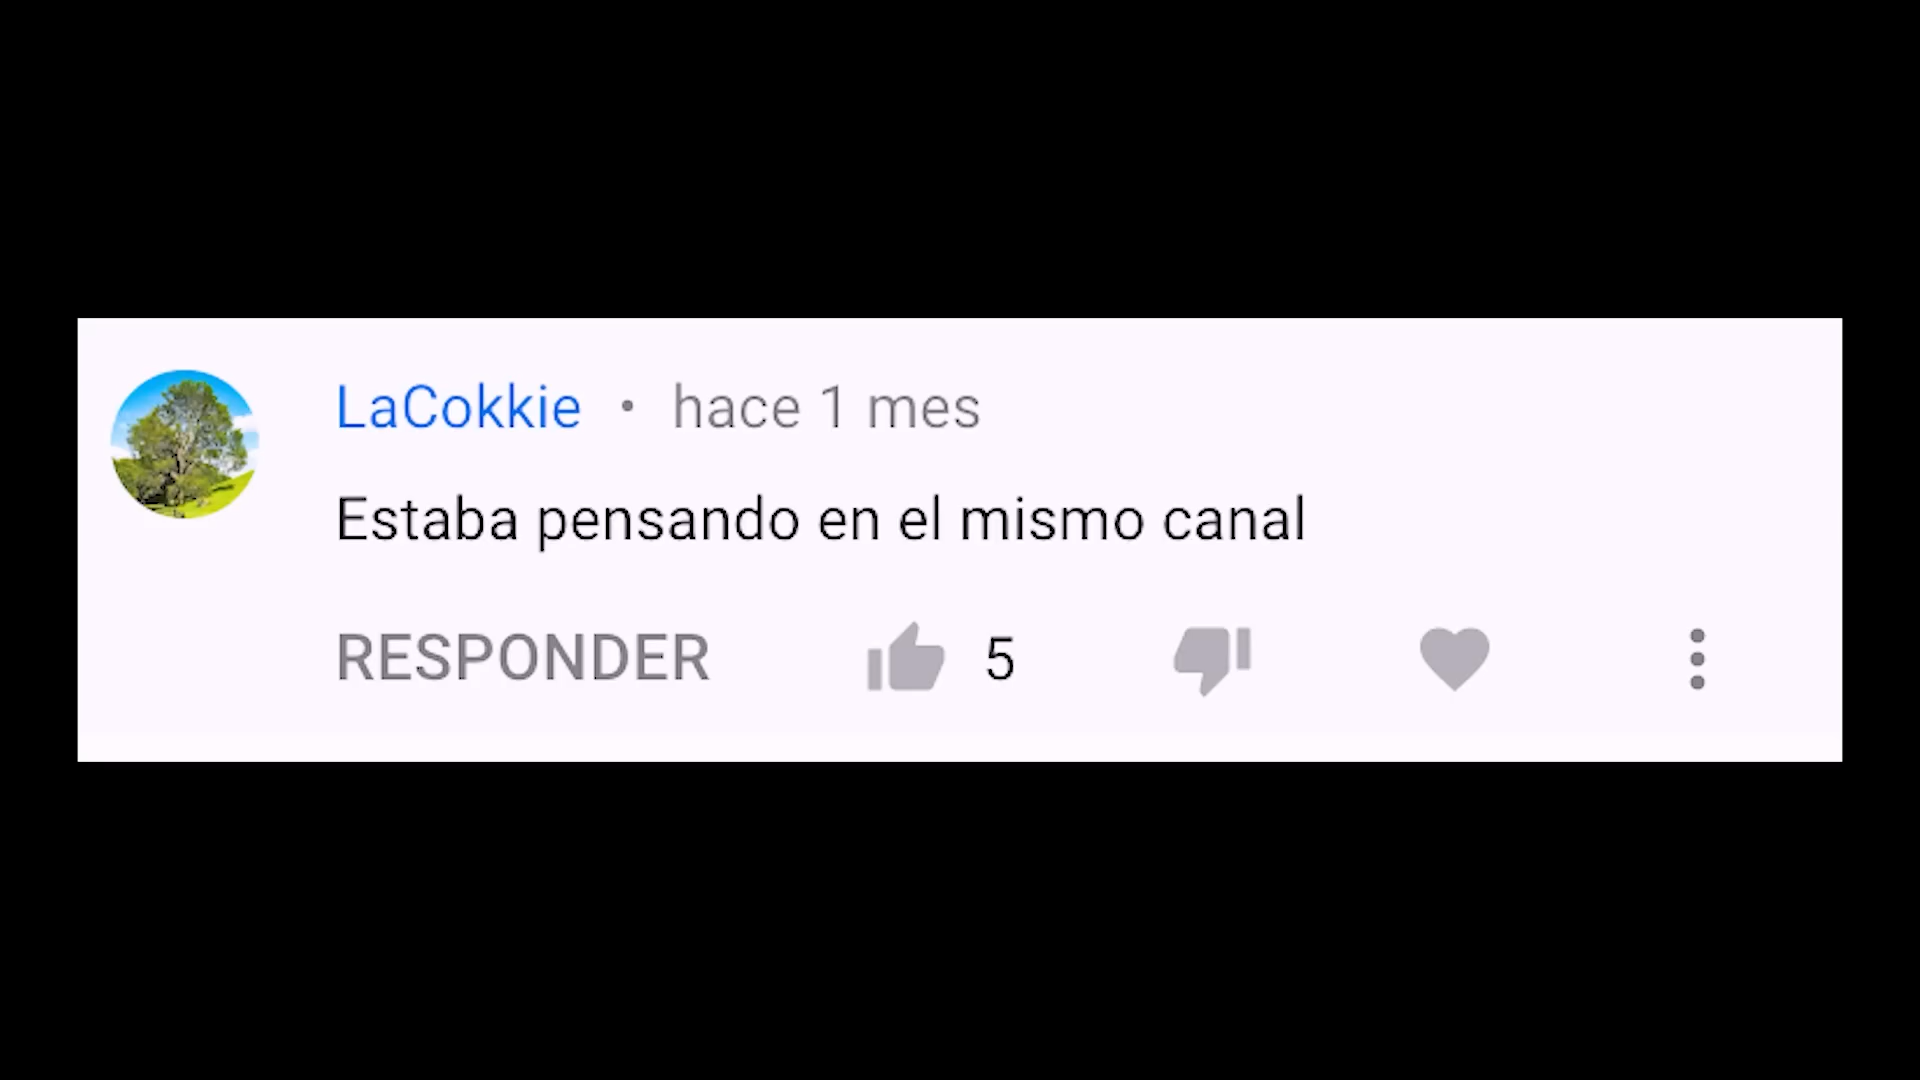 LaCokkie • hace 1 mes
Estaba pensando en el mismo canal
RESPONDER 5